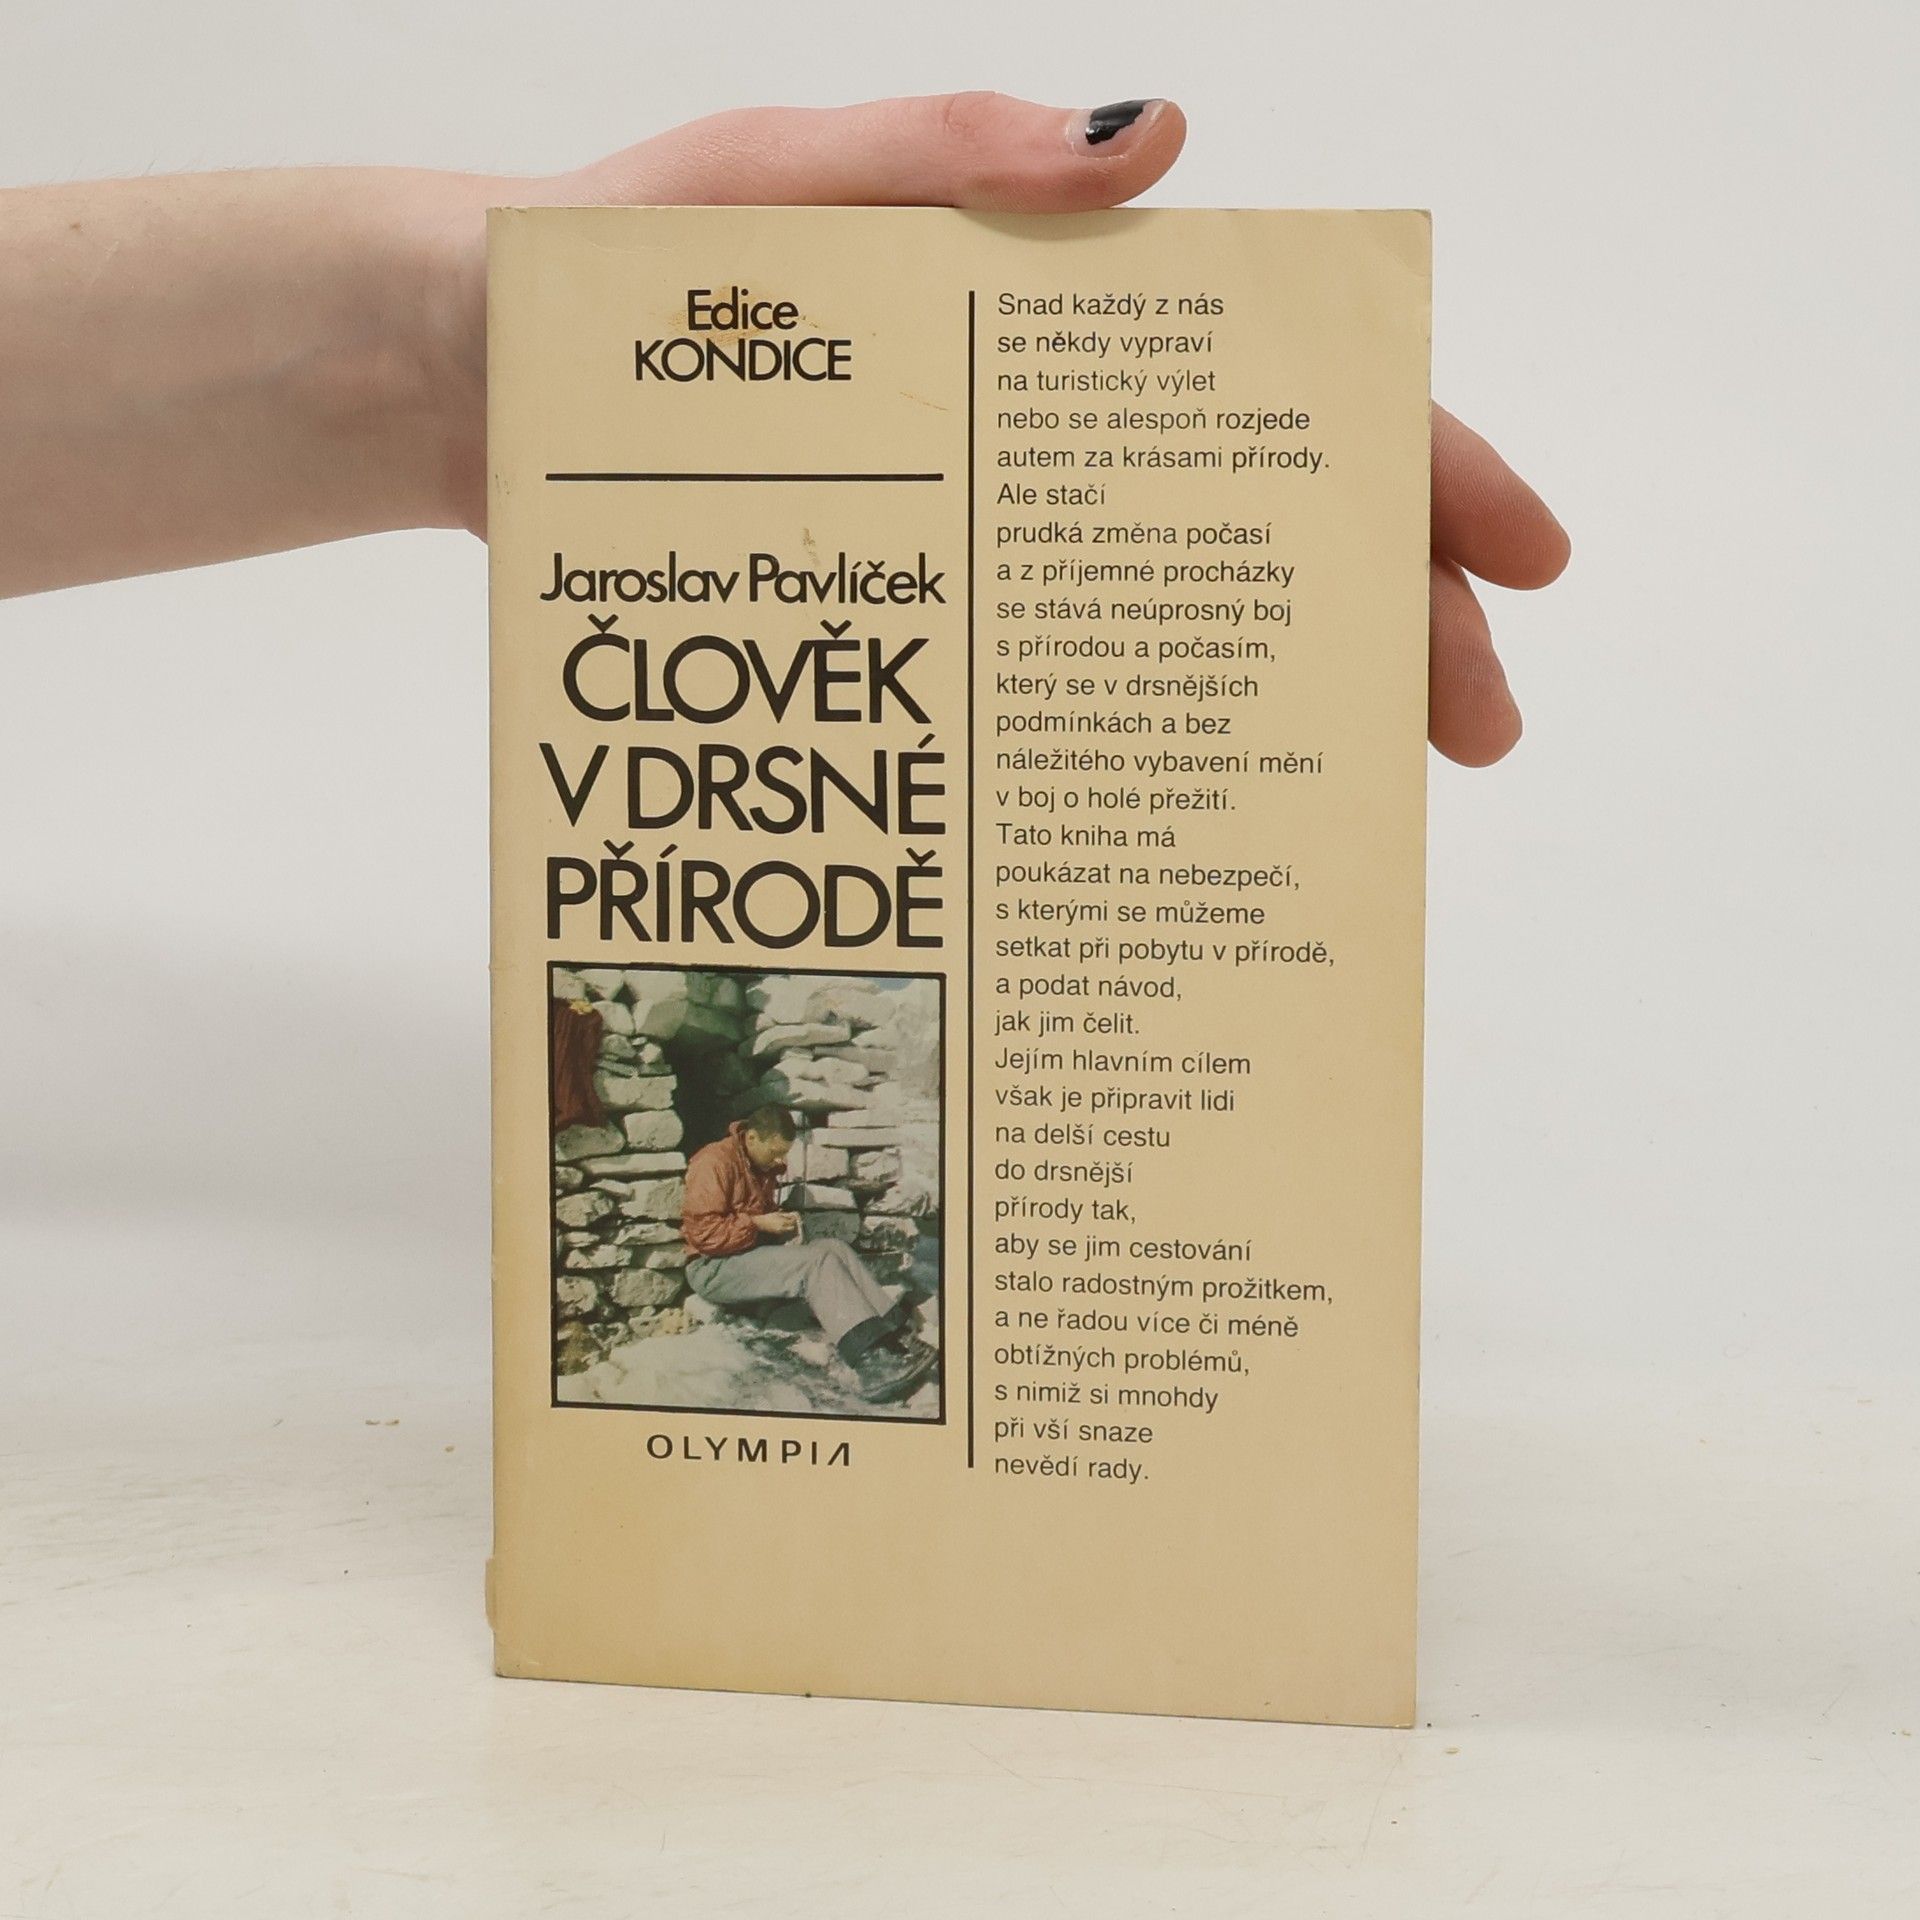 Edice
KONDICE
Jaroslav Pavlíček
ČLOVĚK
V DRSNÉ
PŘÍRODĚ
OLYMPIA
Snad každý z nás
se někdy vypraví
na turistický výlet
nebo se alespoň rozjede
autem za krásami přírody.
Ale stačí
prudká změna počasí
a z příjemné procházky
se stává neúprosný boj
s přírodou a počasím,
který se v drsnějších
podmínkách a bez
náležitého vybavení mění
v boj o holé přežití.
Tato kniha má
poukázat na nebezpečí,
s kterými se můžeme
setkat při pobytu v přírodě,
a podat návod,
jak jim čelit.
Jejím hlavním cílem
však je připravit lidi
na delší cestu
do drsnější
přírody tak,
aby se jim cestování
stalo radostným prožitkem,
a ne řadou více či méně
obtížných problémů,
s nimiž si mnohdy
při vší snaze
nevědí rady.